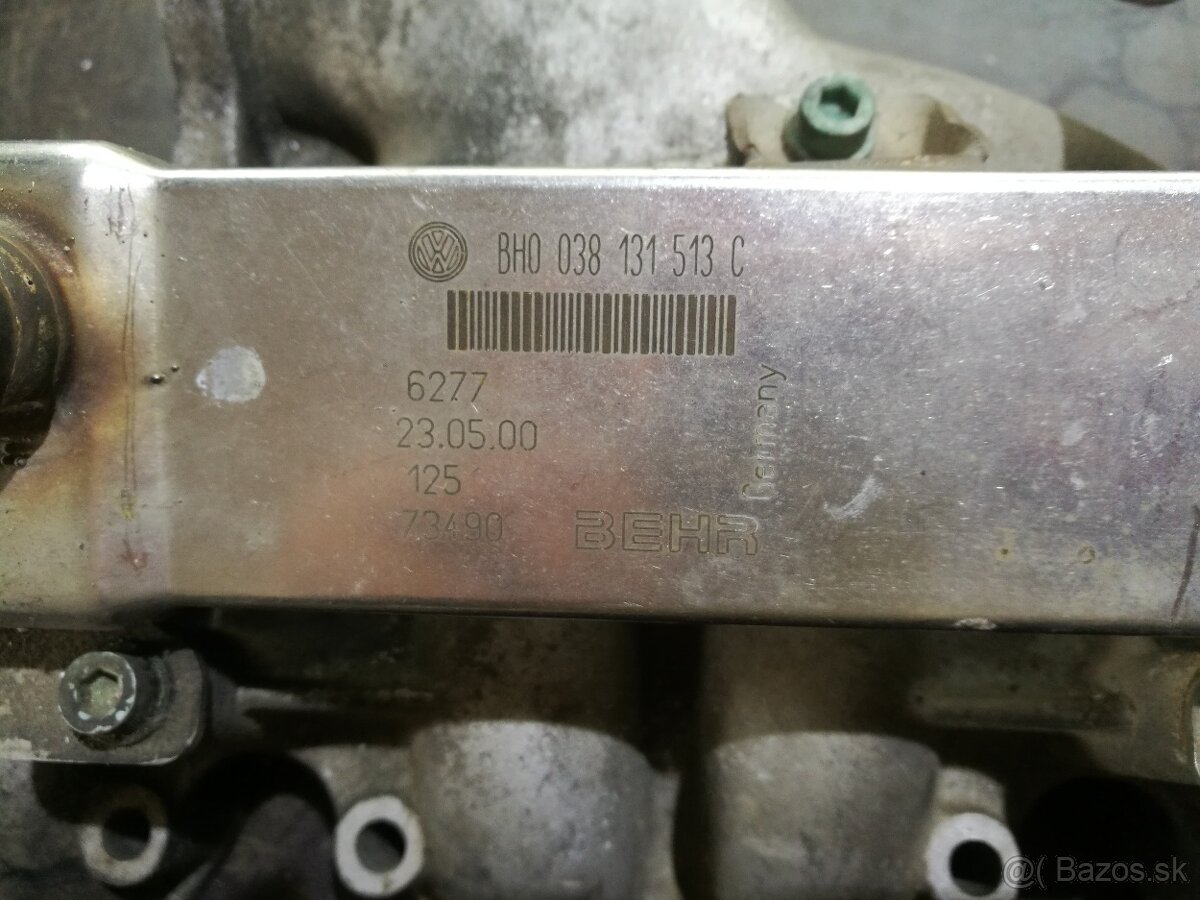 BH0 038 131 513 C
6277
23.05.00
125
73490
BEHR
Germany
@( Bazos.sk